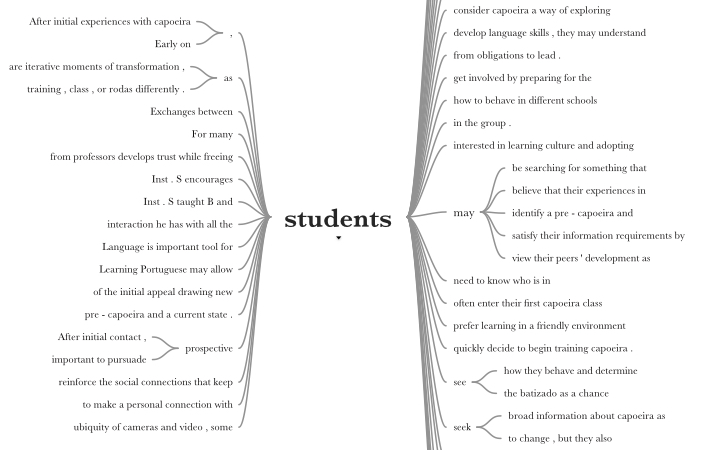 After initial experiences with capoeira
Early on
,
are iterative moments of transformation ,
training , class , or rodas differently .
as
Exchanges between
For many
from professors develops trust while freeing
Inst . S encourages
Inst . S taught B and
interaction he has with all the
Language is important tool for
Learning Portuguese may allow
of the initial appeal drawing new
pre - capoeira and a current state .
After initial contact ,
important to pursuade
prospective
reinforce the social connections that keep
to make a personal connection with
ubiquity of cameras and video , some
students
consider capoeira a way of exploring
develop language skills , they may understand
from obligations to lead .
get involved by preparing for the
how to behave in different schools
in the group .
interested in learning culture and adopting
may
be searching for something that
believe that their experiences in
identify a pre - capoeira and
satisfy their information requirements by
view their peers ' development as
need to know who is in
often enter their first capoeira class
prefer learning in a friendly environment
quickly decide to begin training capoeira .
see
how they behave and determine
the batizado as a chance
seek
broad information about capoeira as
to change , but they also